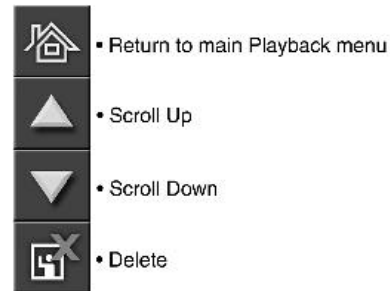 ▪ Return to main Playback menu
• Scroll Up
• Scroll Down
• Delete